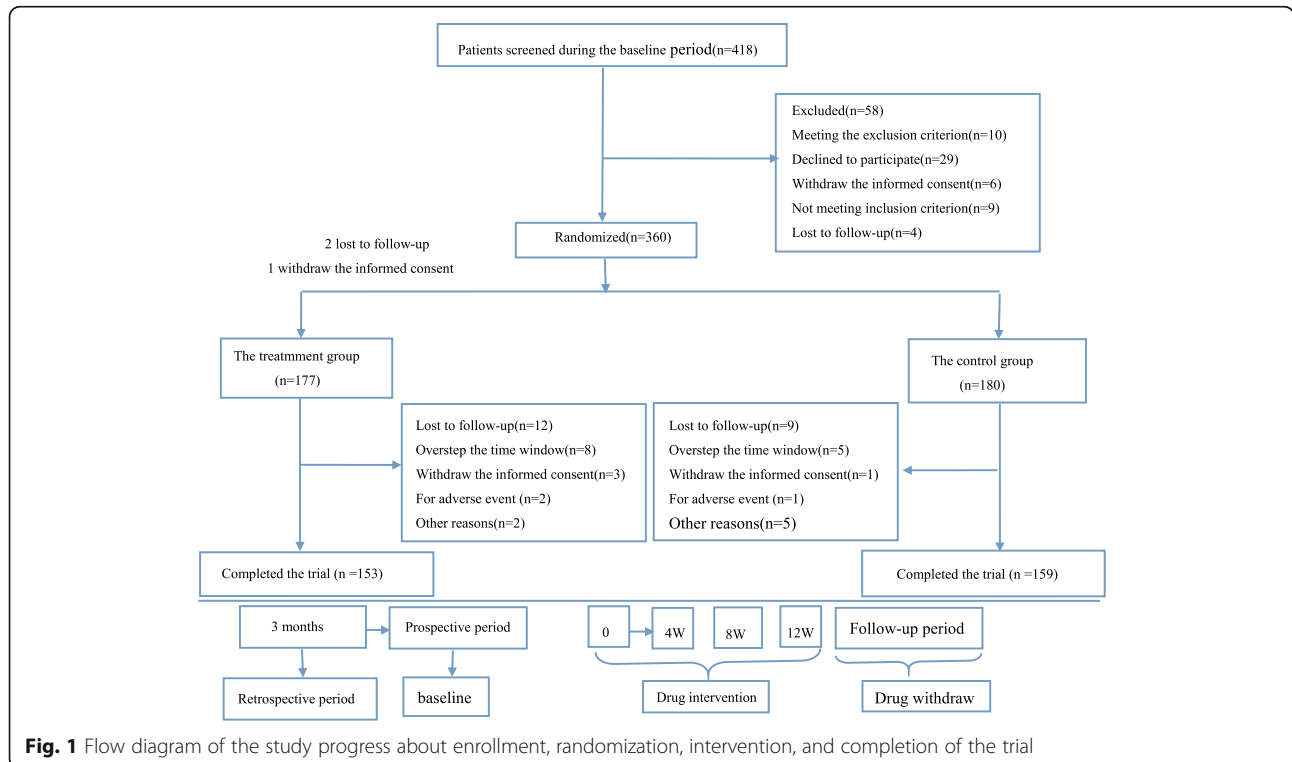 Patients screened during the baseline period(n=418)
Excluded(n=58)
Meeting the exclusion criterion(n=10)
Declined to participate(n=29)
Withdraw the informed consent(n=6)
Not meeting inclusion criterion(n=9)
Lost to follow-up(n=4)
Randomized(n=360)
2 lost to follow-up
1 withdraw the informed consent
The treatmment group
(n=177)
The control group
(n=180)
Lost to follow-up(n=12)
Overstep the time window(n=8)
Withdraw the informed consent(n=3)
For adverse event (n=2)
Other reasons(n=2)
Lost to follow-up(n=9)
Overstep the time window(n=5)
Withdraw the informed consent(n=1)
For adverse event(n=1)
Other reasons(n=5)
Completed the trial (n =153)
Completed the trial (n =159)
3 months
Prospective period
0
4W
8W
12W
Follow-up period
Retrospective period
baseline
Drug intervention
Drug withdraw
Fig. 1 Flow diagram of the study progress about enrollment, randomization, intervention, and completion of the trial